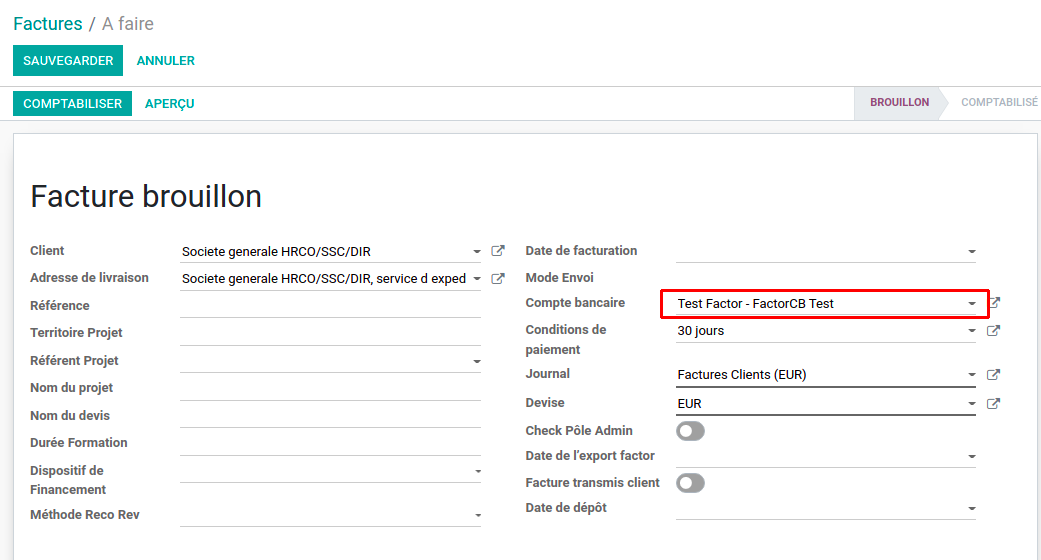 Factures / A faire
SAUVEGARDER ANNULER
COMPTABILISER APERÇU BROUILLON COMPTABILISÉ
Facture brouillon
Client Societe generale HRCO/SSC/DIR
Adresse de livraison Societe generale HRCO/SSC/DIR, service d exped
Référence
Territoire Projet
Référent Projet
Nom du projet
Nom du devis
Durée Formation
Dispositif de
Financement
Méthode Reco Rev
Date de facturation
Mode Envoi
Compte bancaire Test Factor - FactorCB Test
Conditions de 30 jours
paiement
Journal Factures Clients (EUR)
Devise EUR
Check Pôle Admin
Date de l'export factor
Facture transmis client
Date de dépôt